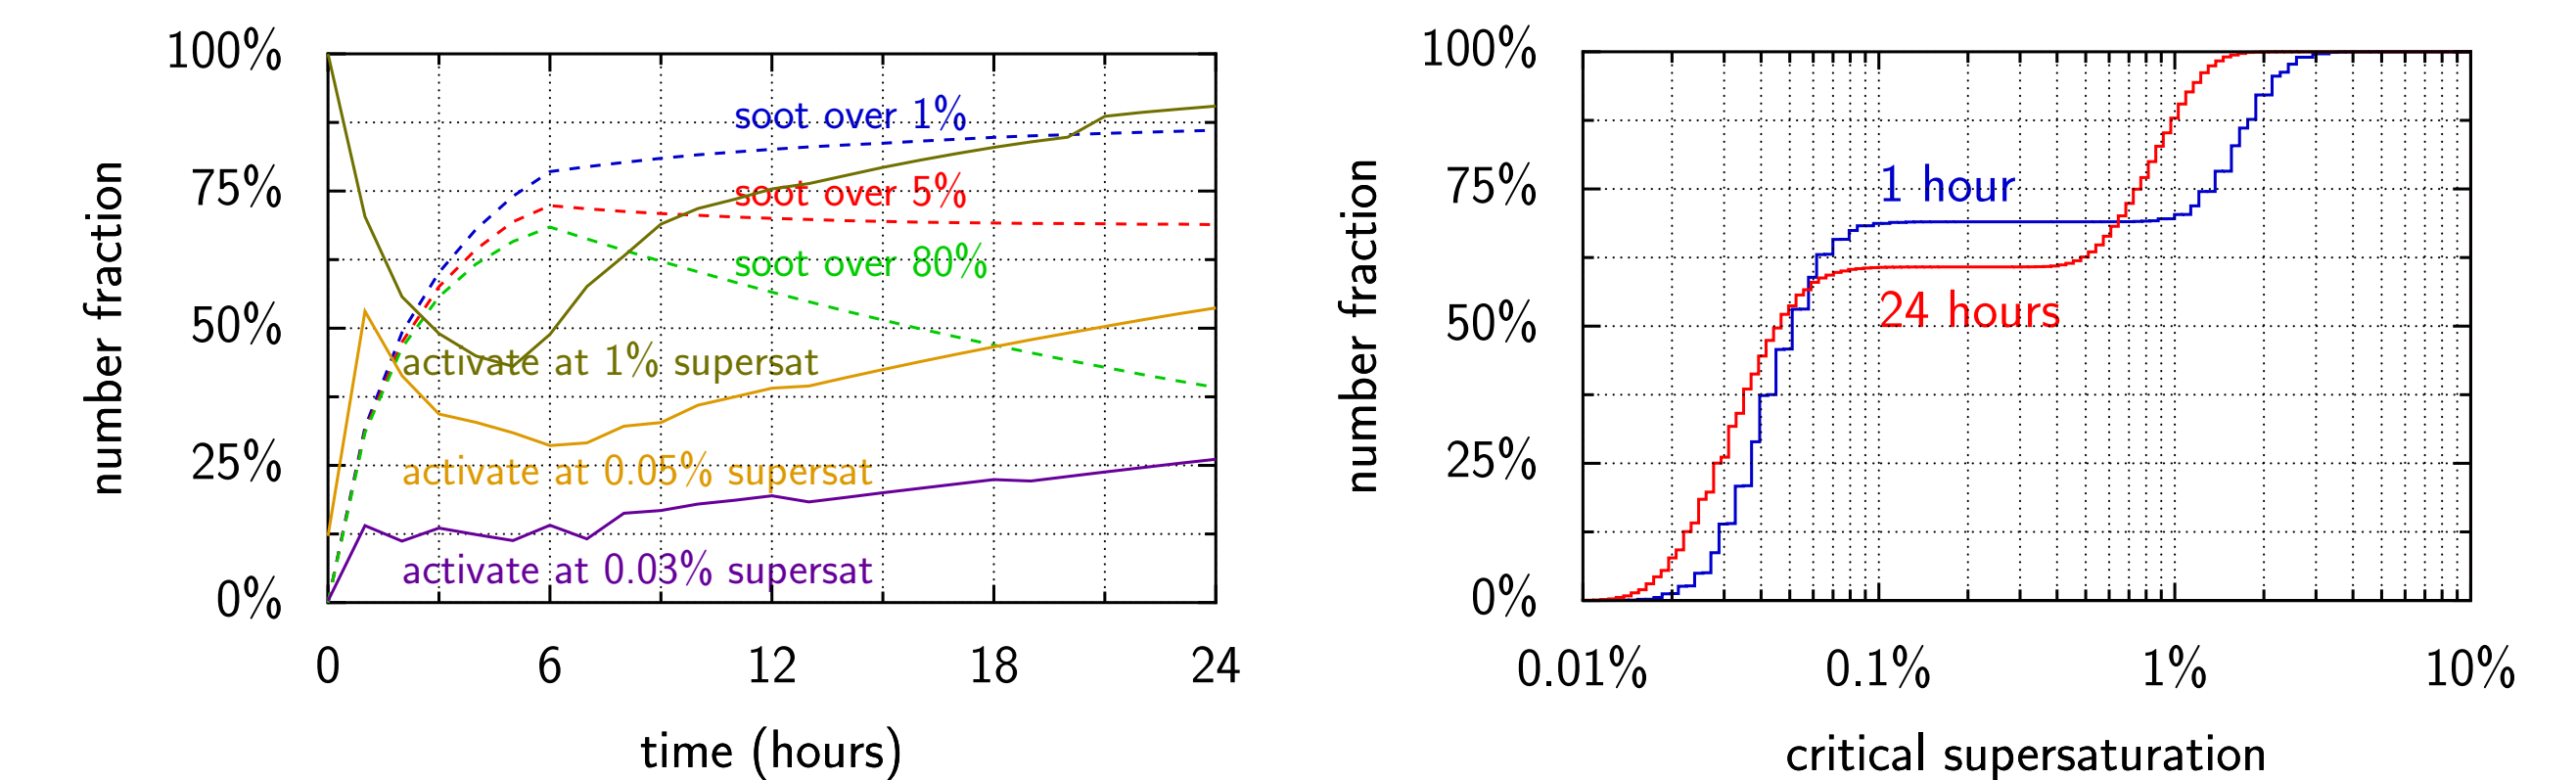 100%
75%
50%
25%
0%
number fraction
soot over 1%
soot over 5%
soot over 80%
activate at 1% supersat
activate at 0.05% supersat
activate at 0.03% supersat
0 6 12 18 24
time (hours)
100%
75%
50%
25%
0%
number fraction
1 hour
24 hours
0.01% 0.1% 1% 10%
critical supersaturation